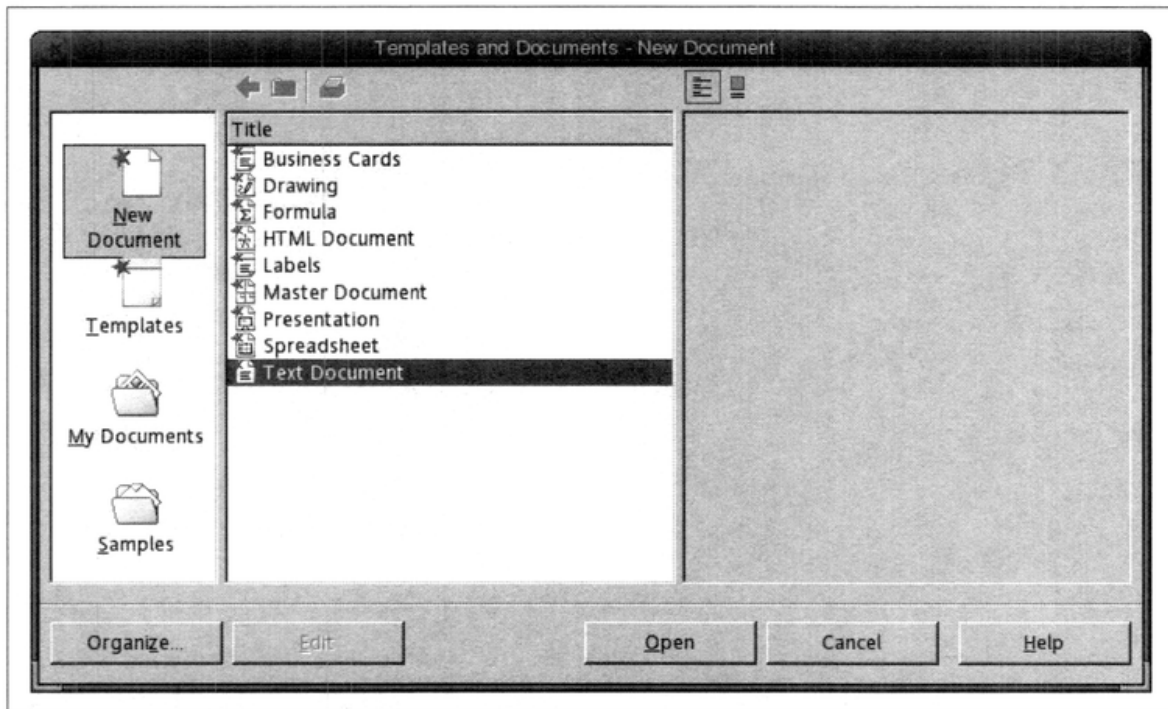 Templates and Documents - New Document
Title
New
Document
Templates
My Documents
Samples
Business Cards
Drawing
Formula
HTML Document
Labels
Master Document
Presentation
Spreadsheet
Text Document
Organize...
Edit
Open
Cancel
Help